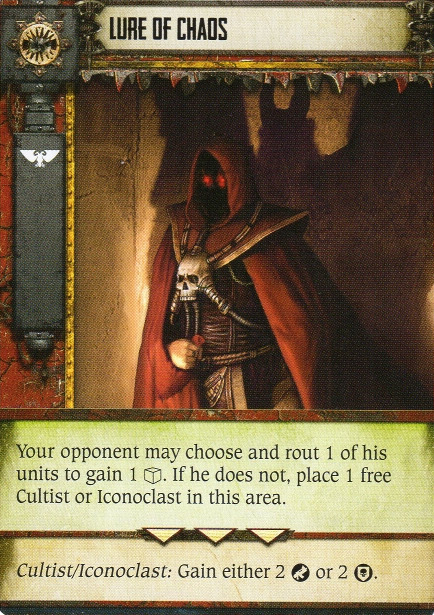 LURE OF CHAOS
Your opponent may choose and rout 1 of his
units to gain 1 . If he does not, place 1 free
Cultist or Iconoclast in this area.
Cultist/Iconoclast: Gain either 2 or 2 .